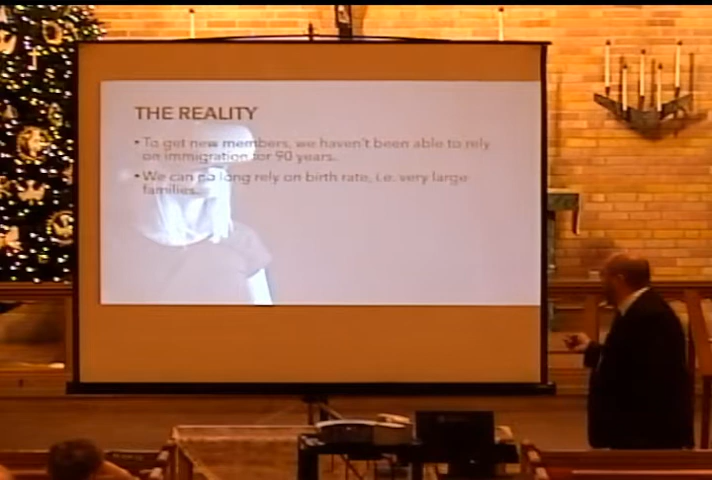 THE REALITY
• To get new members, we haven't been able to rely
on immigration for 90 years.
• We can no long rely on birth rate, i.e. very large
families.